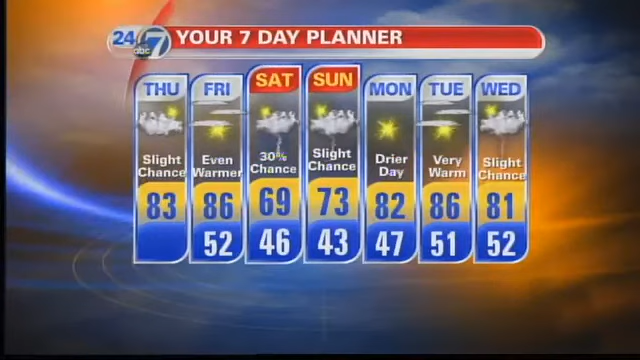 24
abc 7
YOUR 7 DAY PLANNER
THU
Slight
Chance
83
FRI
Even
Warmer
86
52
SAT
30%
Chance
69
46
SUN
Slight
Chance
73
43
MON
Drier
Day
82
47
TUE
Very
Warm
86
51
WED
Slight
Chance
81
52